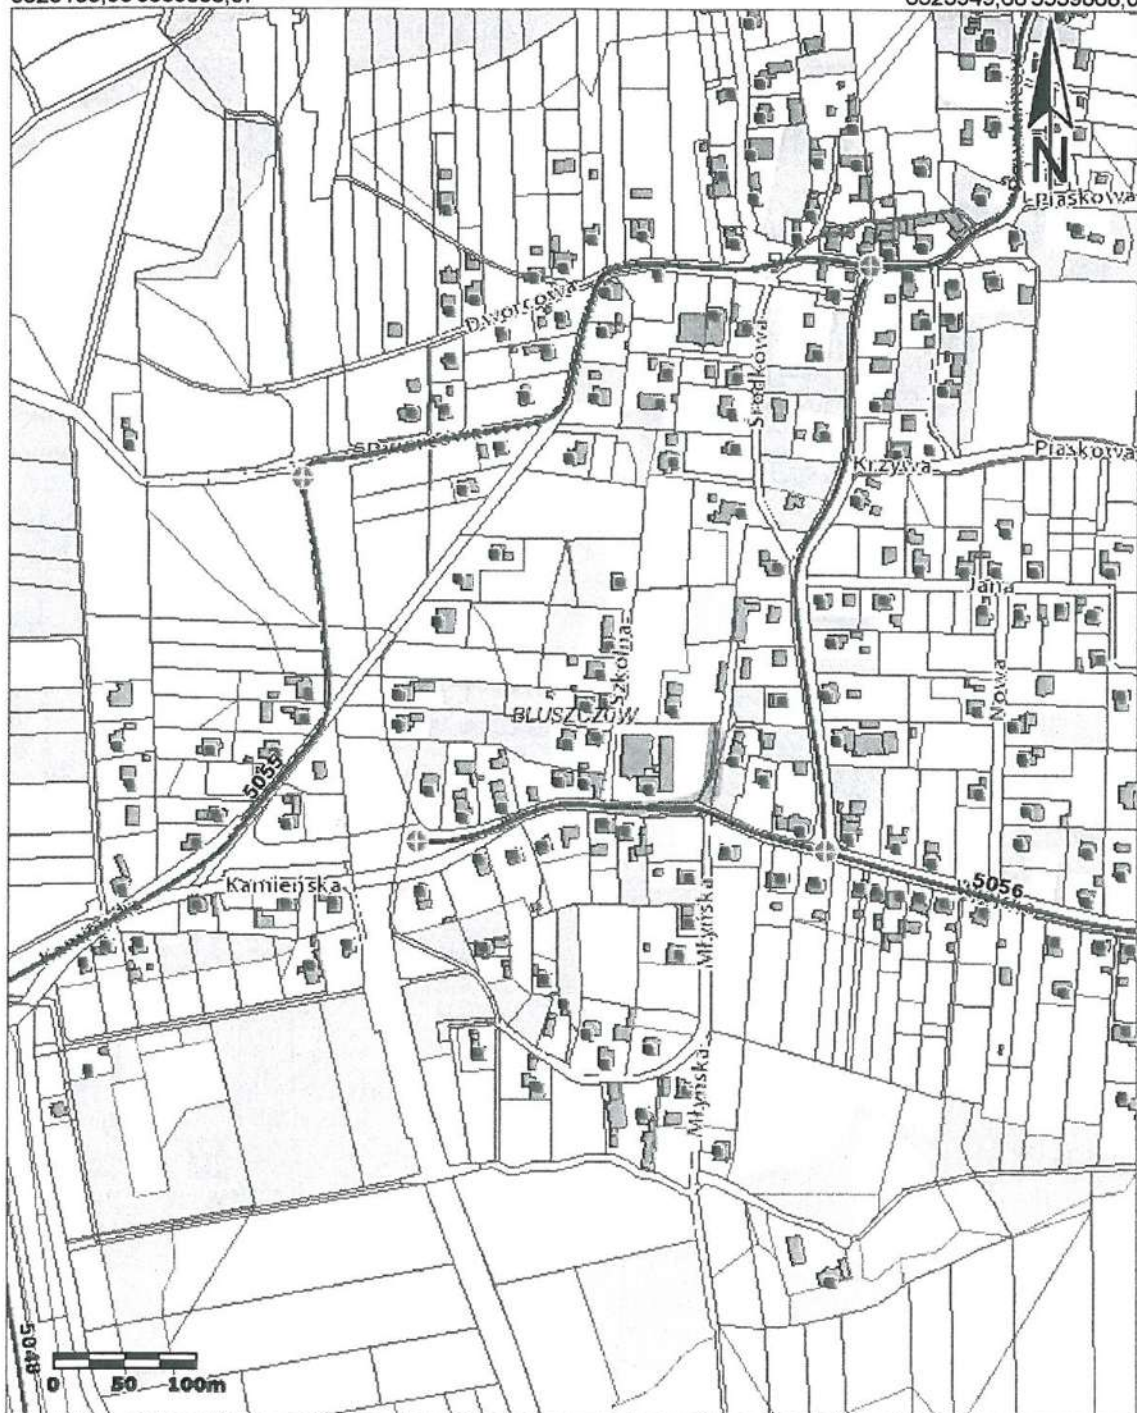 N
Piaskowa
Dworcowa
Środkowa
Krzywa
Piaskowa
Jana
Szkolna
Nowa
BLUSZCZÓW
5055
Kamieńska
5056
Młyńska
Młyńska
5048
0 50 100m